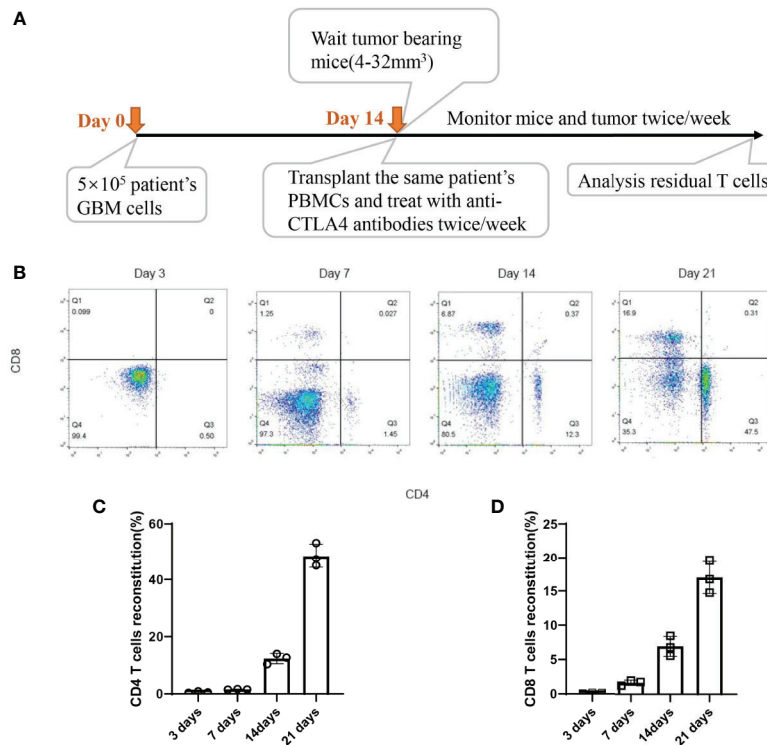 A
Wait tumor bearing
mice(4-32mm³)
Day 0
Day 14
Monitor mice and tumor twice/week
5×10⁵ patient's
GBM cells
Transplant the same patient's
PBMCs and treat with anti-
CTLA4 antibodies twice/week
Analysis residual T cells
B
Day 3
Day 7
Day 14
Day 21
Q1
0.099
Q2
0
Q4
99.4
Q3
0.50
Q1
1.25
Q2
0.027
Q4
97.3
Q3
1.45
Q1
6.87
Q2
0.37
Q4
80.5
Q3
12.3
Q1
16.9
Q2
0.31
Q4
35.3
Q3
47.5
CD8
CD4
C
CD4 T cells reconstitution(%)
60
40
20
0
3 days
7 days
14days
21 days
D
CD8 T cells reconstitution(%)
25
20
15
10
5
0
3 days
7 days
14days
21 days